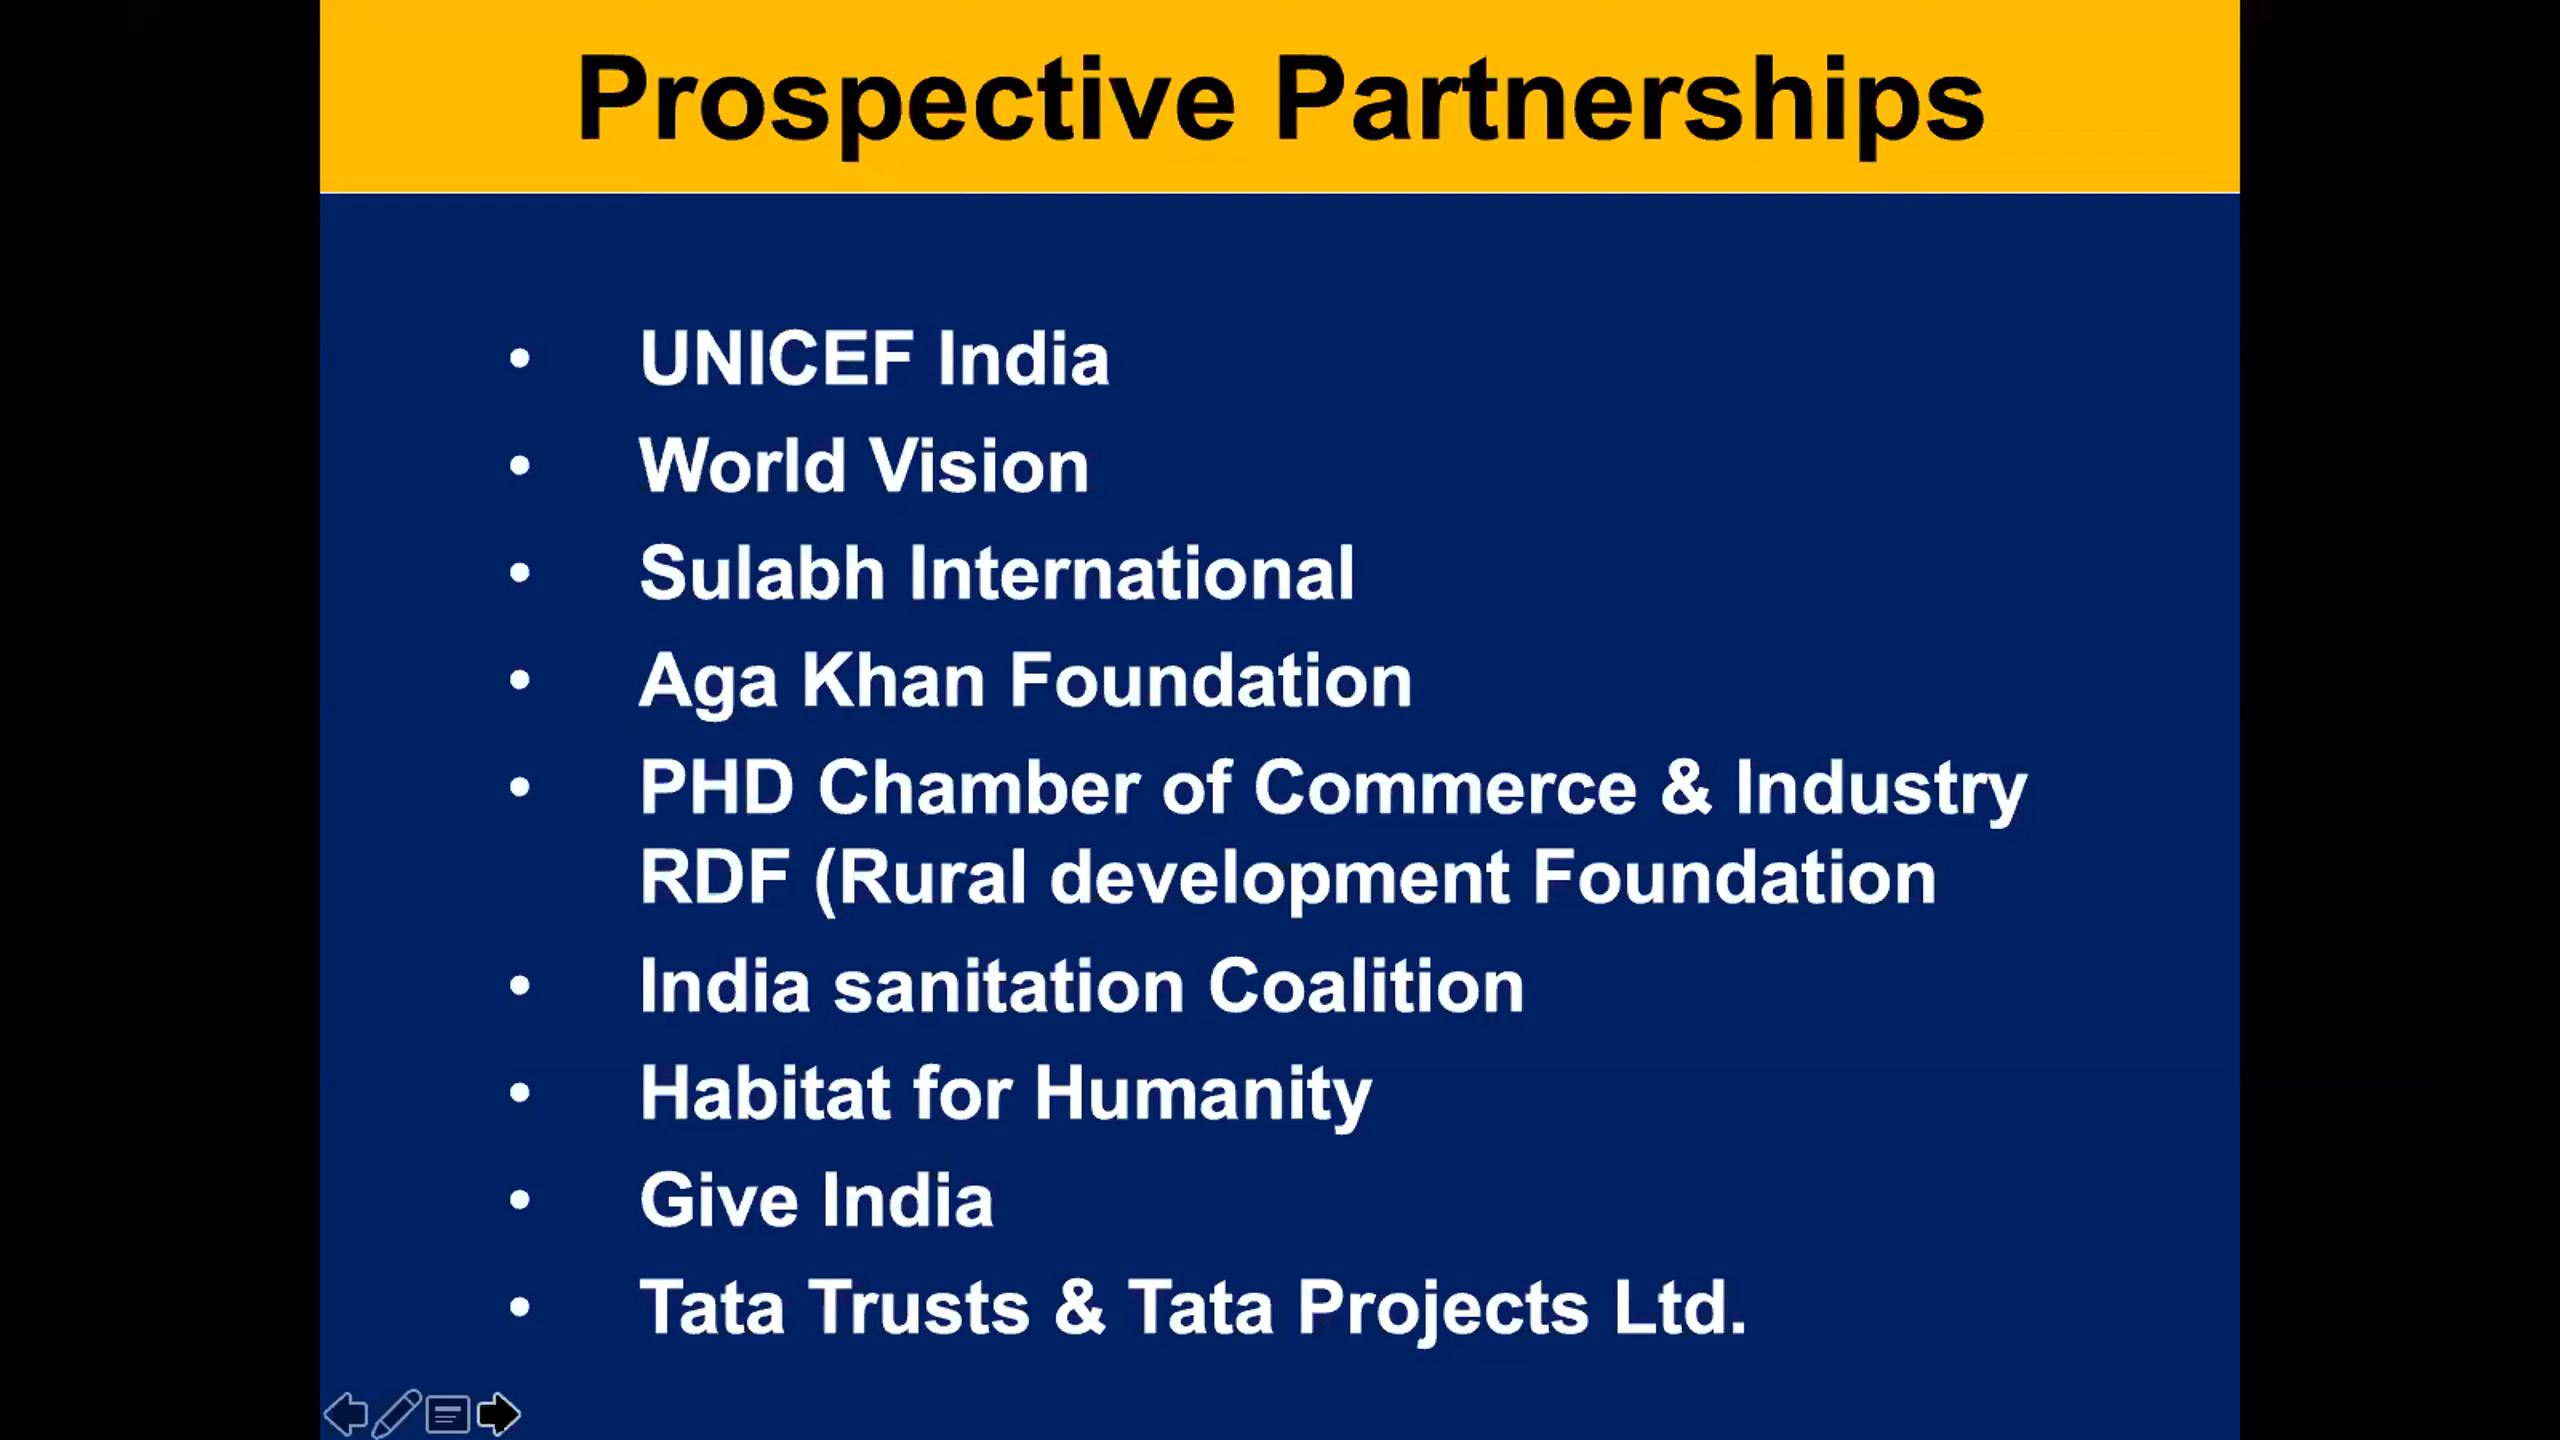 Prospective Partnerships
• UNICEF India
• World Vision
• Sulabh International
• Aga Khan Foundation
• PHD Chamber of Commerce & Industry
RDF (Rural development Foundation
• India sanitation Coalition
• Habitat for Humanity
• Give India
• Tata Trusts & Tata Projects Ltd.